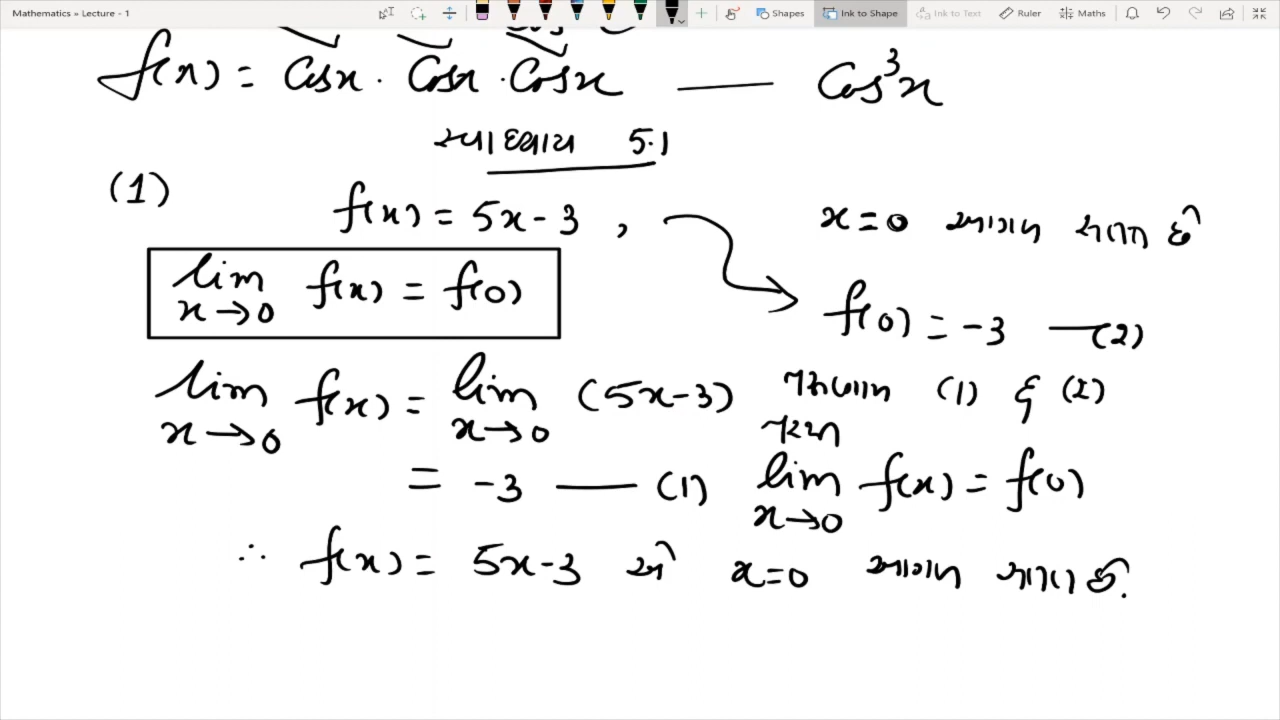 Mathematics » Lecture - 1
Shapes Ink to Shape Ink to Text Ruler Maths
f(x) = Cosx · Cosx · Cosx — Cos³x
સ્વાધ્યાય 5.1
(1)
f(x) = 5x - 3 , x = 0 આગળ સતત છે
lim x→0 f(x) = f(0)
f(0) = -3 — (2)
lim x→0 f(x) = lim x→0 (5x-3)
(1) (2)
= -3 — (1)
lim x→0 f(x) = f(0)
∴ f(x) = 5x-3 એ x=0 આગળ સતત છે.